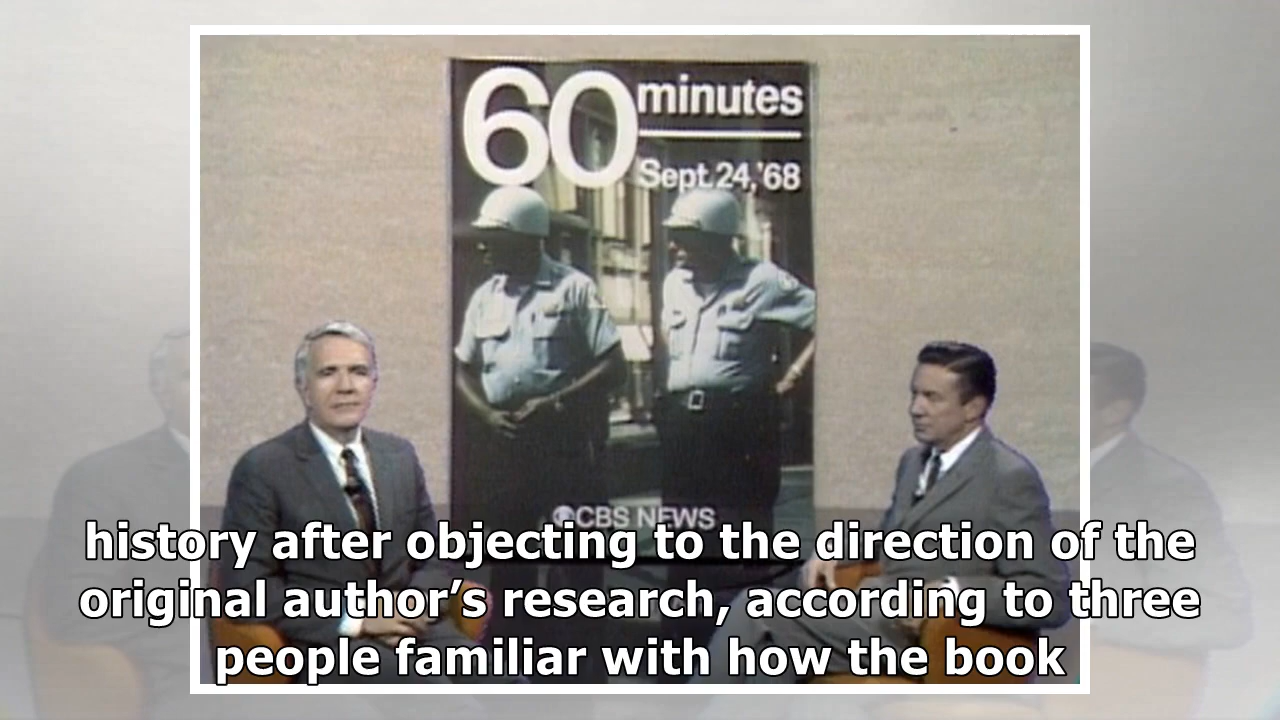 60 minutes
Sept. 24, '68
CBS NEWS
history after objecting to the direction of the
original author’s research, according to three
people familiar with how the book